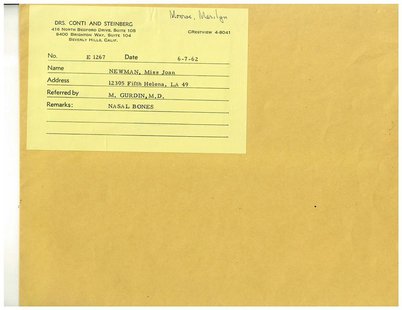 Monroe, Marilyn
DRS. CONTI AND STEINBERG
416 NORTH BEDFORD DRIVE, SUITE 105
9400 BRIGHTON WAY, SUITE 104
BEVERLY HILLS, CALIF.
CRESTVIEW 4-8041
No. E 1267 Date 6-7-62
Name NEWMAN, Miss Joan
Address 12305 Fifth Helena, LA 49
Referred by M. GURDIN, M.D.
Remarks: NASAL BONES